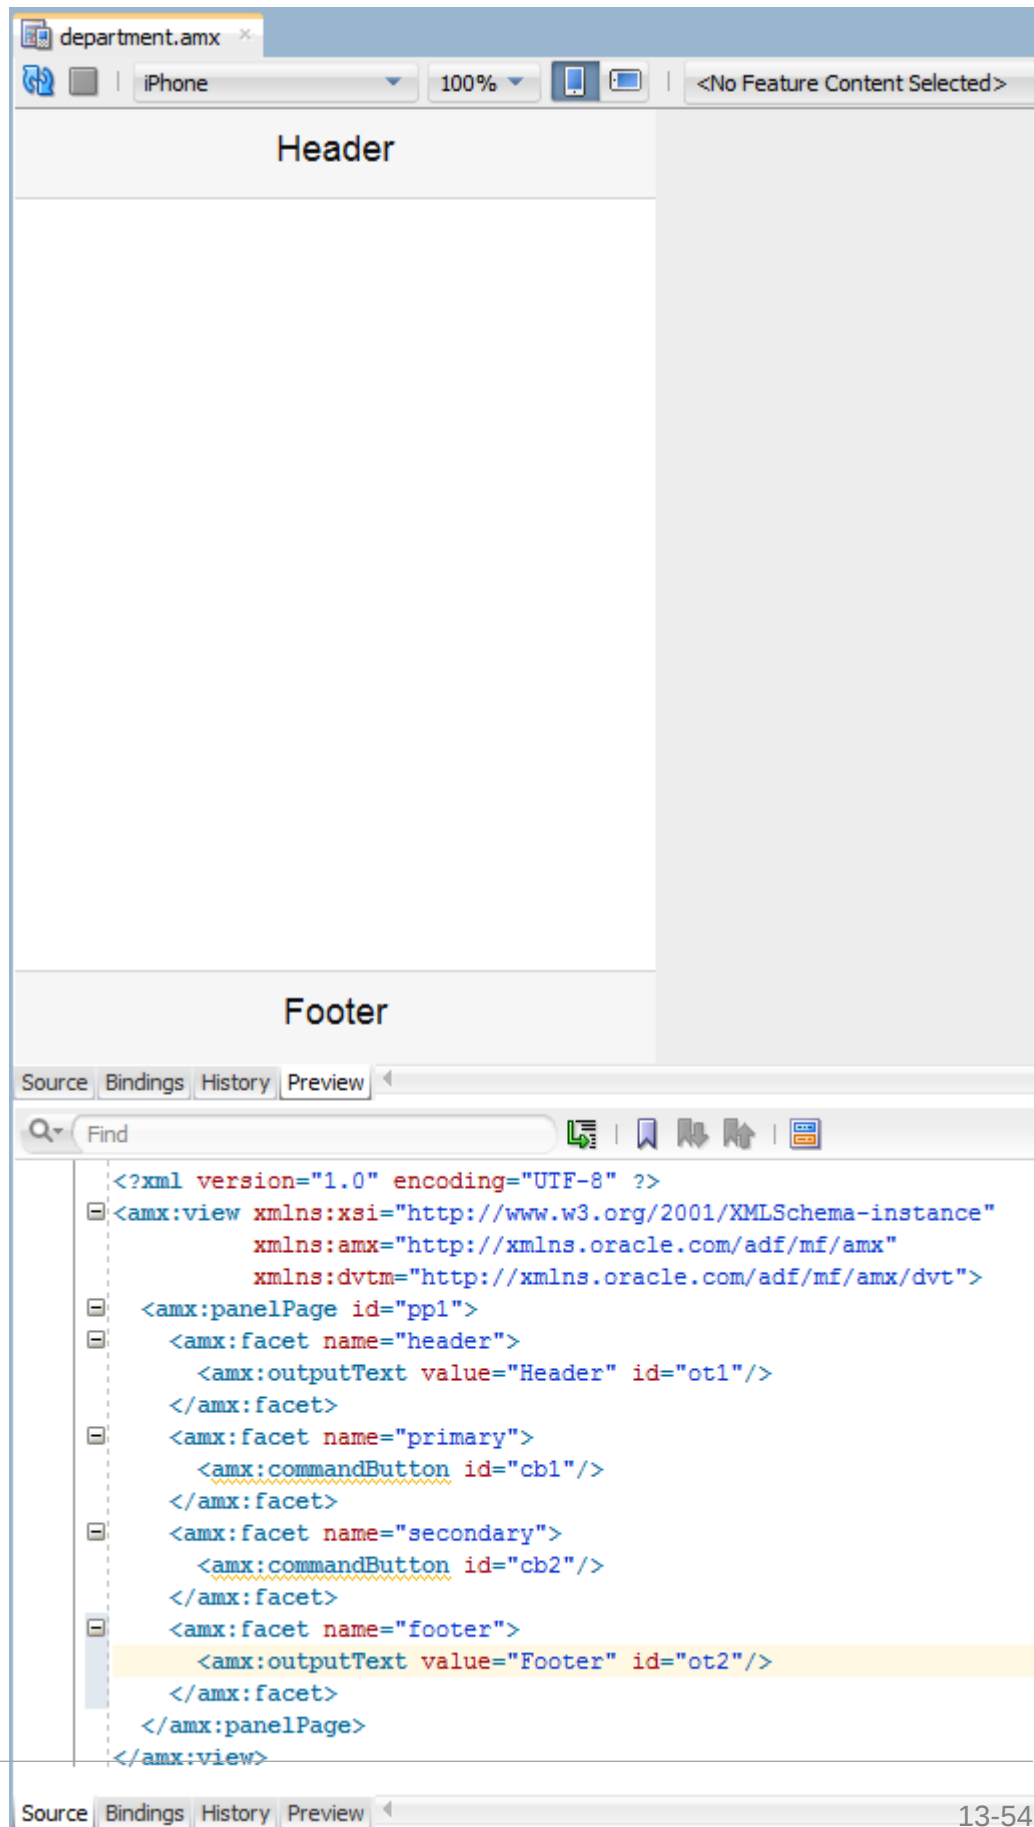 department.amx
iPhone 100% <No Feature Content Selected>
Header
Footer
Source Bindings History Preview
Find
<?xml version="1.0" encoding="UTF-8" ?>
<amx:view xmlns:xsi="http://www.w3.org/2001/XMLSchema-instance"
xmlns:amx="http://xmlns.oracle.com/adf/mf/amx"
xmlns:dvtm="http://xmlns.oracle.com/adf/mf/amx/dvt">
<amx:panelPage id="pp1">
<amx:facet name="header">
<amx:outputText value="Header" id="ot1"/>
</amx:facet>
<amx:facet name="primary">
<amx:commandButton id="cb1"/>
</amx:facet>
<amx:facet name="secondary">
<amx:commandButton id="cb2"/>
</amx:facet>
<amx:facet name="footer">
<amx:outputText value="Footer" id="ot2"/>
</amx:facet>
</amx:panelPage>
</amx:view>
Source Bindings History Preview
13-54